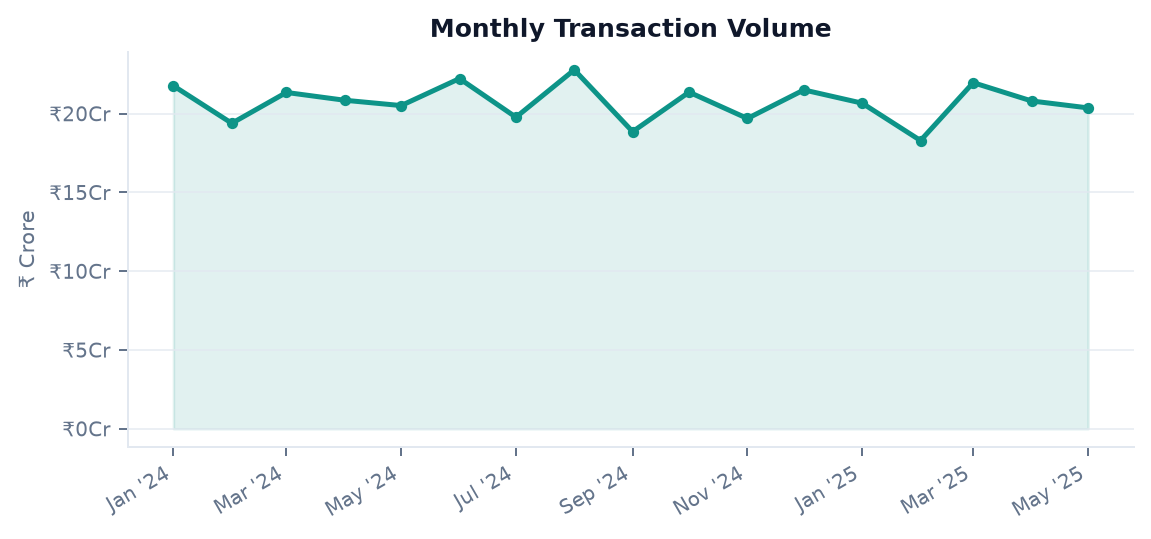 Monthly Transaction Volume
₹ Crore
₹20Cr
₹15Cr
₹10Cr
₹5Cr
₹0Cr
Jan '24
Mar '24
May '24
Jul '24
Sep '24
Nov '24
Jan '25
Mar '25
May '25